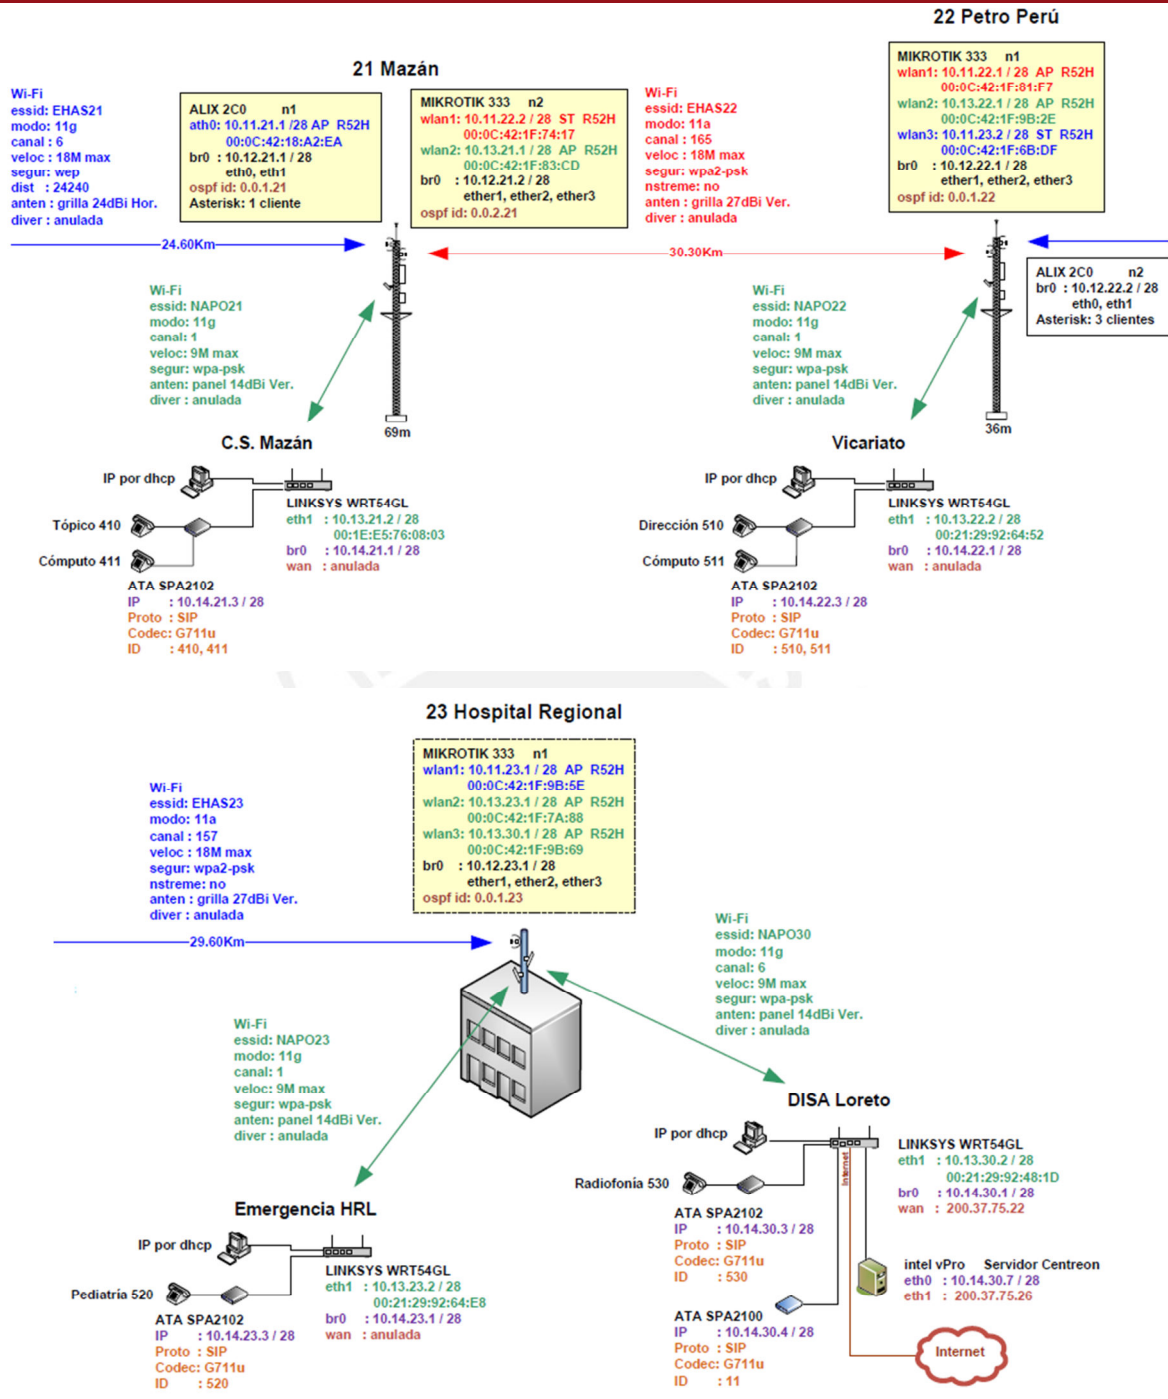 22 Petro Perú
21 Mazán
Wi-Fi
essid: EHAS21
modo: 11g
canal : 6
veloc : 18M max
segur: wep
dist : 24240
anten : grilla 24dBi Hor.
diver : anulada
24.60Km
ALIX 2C0 n1
ath0: 10.11.21.1 /28 AP R52H
00:0C:42:18:A2:EA
br0 : 10.12.21.1 / 28
eth0, eth1
ospf id: 0.0.1.21
Asterisk: 1 cliente
MIKROTIK 333 n2
wlan1: 10.11.22.2 / 28 ST R52H
00:0C:42:1F:74:17
wlan2: 10.13.21.1 / 28 AP R52H
00:0C:42:1F:83:CD
br0 : 10.12.21.2 / 28
ether1, ether2, ether3
ospf id: 0.0.2.21
Wi-Fi
essid: EHAS22
modo: 11a
canal : 165
veloc : 18M max
segur: wpa2-psk
nstreme: no
anten : grilla 27dBi Ver.
diver : anulada
30.30Km
MIKROTIK 333 n1
wlan1: 10.11.22.1 / 28 AP R52H
00:0C:42:1F:81:F7
wlan2: 10.13.22.1 / 28 AP R52H
00:0C:42:1F:9B:2E
wlan3: 10.11.23.2 / 28 ST R52H
00:0C:42:1F:6B:DF
br0 : 10.12.22.1 / 28
ether1, ether2, ether3
ospf id: 0.0.1.22
ALIX 2C0 n2
br0 : 10.12.22.2 / 28
eth0, eth1
Asterisk: 3 clientes
Wi-Fi
essid: NAPO21
modo: 11g
canal: 1
veloc: 9M max
segur: wpa-psk
anten: panel 14dBi Ver.
diver : anulada
69m
Wi-Fi
essid: NAPO22
modo: 11g
canal: 1
veloc: 9M max
segur: wpa-psk
anten: panel 14dBi Ver.
diver : anulada
36m
C.S. Mazán
IP por dhcp
LINKSYS WRT54GL
eth1 : 10.13.21.2 / 28
00:1E:E5:76:08:03
br0 : 10.14.21.1 / 28
wan : anulada
Tópico 410
Cómputo 411
ATA SPA2102
IP : 10.14.21.3 / 28
Proto : SIP
Codec: G711u
ID : 410, 411
Vicariato
IP por dhcp
LINKSYS WRT54GL
eth1 : 10.13.22.2 / 28
00:21:29:92:64:52
br0 : 10.14.22.1 / 28
wan : anulada
Dirección 510
Cómputo 511
ATA SPA2102
IP : 10.14.22.3 / 28
Proto : SIP
Codec: G711u
ID : 510, 511
23 Hospital Regional
MIKROTIK 333 n1
wlan1: 10.11.23.1 / 28 AP R52H
00:0C:42:1F:9B:5E
wlan2: 10.13.23.1 / 28 AP R52H
00:0C:42:1F:7A:88
wlan3: 10.13.30.1 / 28 AP R52H
00:0C:42:1F:9B:69
br0 : 10.12.23.1 / 28
ether1, ether2, ether3
ospf id: 0.0.1.23
Wi-Fi
essid: EHAS23
modo: 11a
canal : 157
veloc : 18M max
segur: wpa2-psk
nstreme: no
anten : grilla 27dBi Ver.
diver : anulada
29.60Km
Wi-Fi
essid: NAPO30
modo: 11g
canal: 6
veloc: 9M max
segur: wpa-psk
anten: panel 14dBi Ver.
diver : anulada
Wi-Fi
essid: NAPO23
modo: 11g
canal: 1
veloc: 9M max
segur: wpa-psk
anten: panel 14dBi Ver.
diver : anulada
DISA Loreto
IP por dhcp
Internet
LINKSYS WRT54GL
eth1 : 10.13.30.2 / 28
00:21:29:92:48:1D
br0 : 10.14.30.1 / 28
wan : 200.37.75.22
Radiofonía 530
ATA SPA2102
IP : 10.14.30.3 / 28
Proto : SIP
Codec: G711u
ID : 530
intel vPro Servidor Centreon
eth0 : 10.14.30.7 / 28
eth1 : 200.37.75.26
ATA SPA2100
IP : 10.14.30.4 / 28
Proto : SIP
Codec: G711u
ID : 11
Internet
Emergencia HRL
IP por dhcp
LINKSYS WRT54GL
eth1 : 10.13.23.2 / 28
00:21:29:92:64:E8
br0 : 10.14.23.1 / 28
wan : anulada
Pediatría 520
ATA SPA2102
IP : 10.14.23.3 / 28
Proto : SIP
Codec: G711u
ID : 520